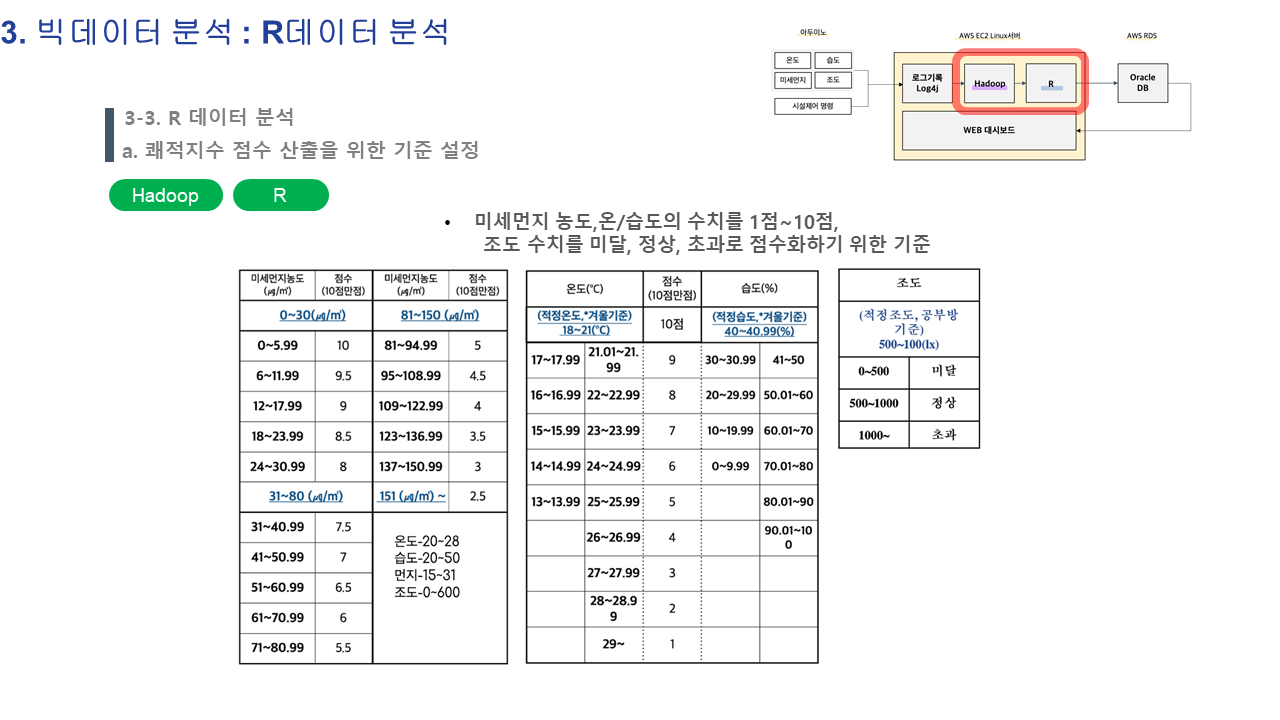 3. 빅데이터 분석 : R데이터 분석
아두이노
온도 습도
미세먼지 조도
시설제어 명령
AWS EC2 Linux서버
로그기록
Log4j
Hadoop
R
WEB 대시보드
AWS RDS
Oracle
DB
3-3. R 데이터 분석
a. 쾌적지수 점수 산출을 위한 기준 설정
Hadoop R
• 미세먼지 농도,온/습도의 수치를 1점~10점,
조도 수치를 미달, 정상, 초과로 점수화하기 위한 기준
미세먼지농도
(㎍/㎥)
점수
(10점만점)
미세먼지농도
(㎍/㎥)
점수
(10점만점)
0~30(㎍/㎥) 81~150 (㎍/㎥)
0~5.99 10 81~94.99 5
6~11.99 9.5 95~108.99 4.5
12~17.99 9 109~122.99 4
18~23.99 8.5 123~136.99 3.5
24~30.99 8 137~150.99 3
31~80 (㎍/㎥) 151 (㎍/㎥) ~ 2.5
31~40.99 7.5
41~50.99 7
51~60.99 6.5
61~70.99 6
71~80.99 5.5
온도-20~28
습도-20~50
먼지-15~31
조도-0~600
온도(℃)
점수
(10점만점)
습도(%)
(적정온도,*겨울기준)
18~21(℃)
10점
(적정습도,*겨울기준)
40~40.99(%)
17~17.99 21.01~21.
99
9 30~30.99 41~50
16~16.99 22~22.99 8 20~29.99 50.01~60
15~15.99 23~23.99 7 10~19.99 60.01~70
14~14.99 24~24.99 6 0~9.99 70.01~80
13~13.99 25~25.99 5 80.01~90
26~26.99 4 90.01~10
0
27~27.99 3
28~28.9
9
2
29~ 1
조도
(적정조도, 공부방
기준)
500~100(lx)
0~500 미달
500~1000 정상
1000~ 초과